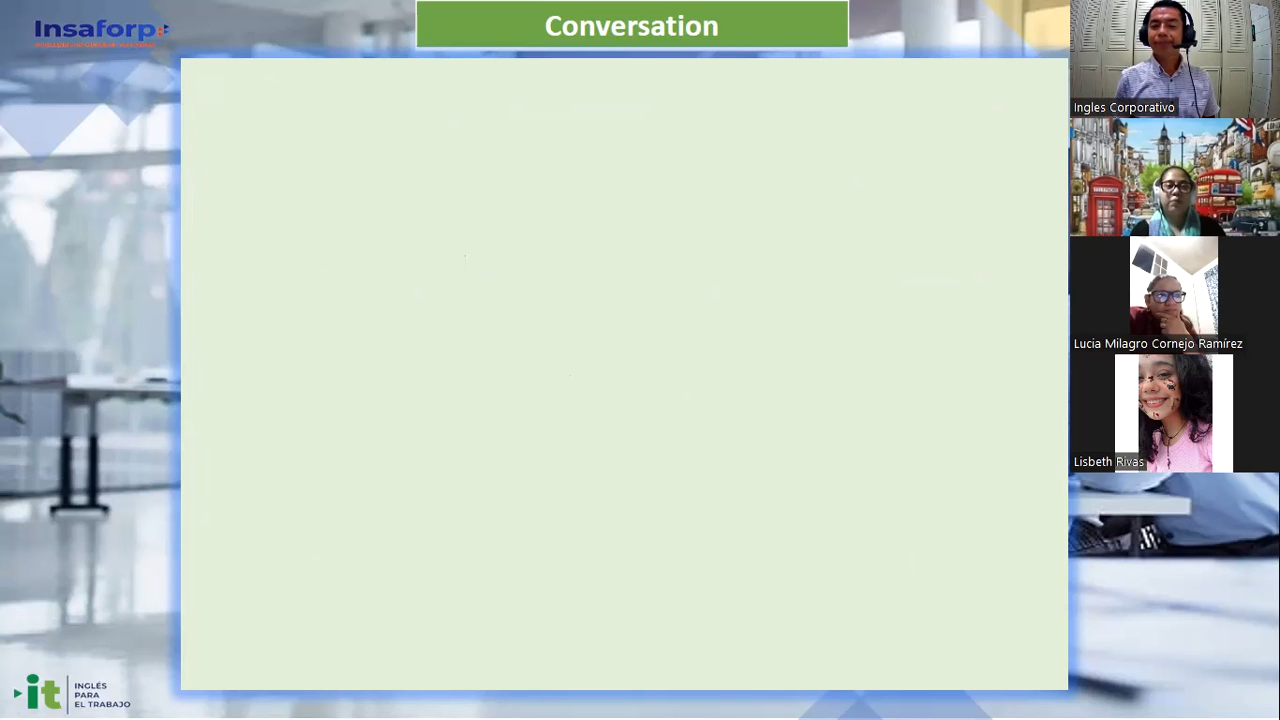 Insaforp
Conversation
Ingles Corporativo
Lucia Milagro Cornejo Ramírez
Lisbeth Rivas
it
INGLÉS
PARA
EL TRABAJO